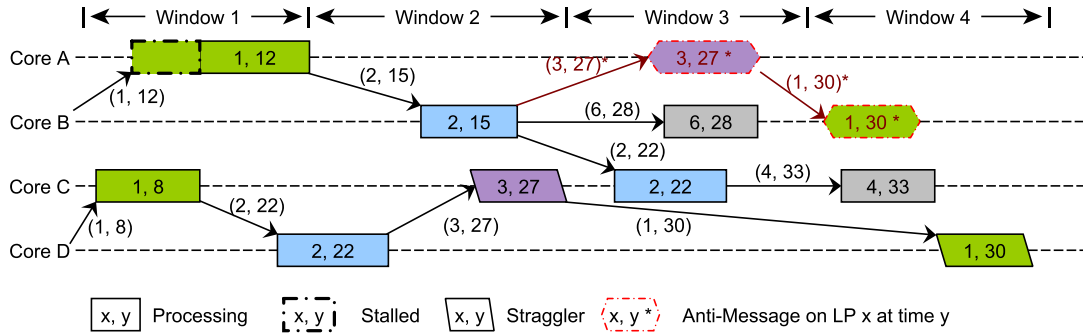 Window 1 Window 2 Window 3 Window 4
Core A 1, 12 3, 27 *
(1, 12) (2, 15) (3, 27)* (1, 30)*
Core B 2, 15 (6, 28) 6, 28 1, 30 *
(2, 22)
Core C 1, 8 3, 27 2, 22 (4, 33) 4, 33
(1, 8) (2, 22) (3, 27) (1, 30)
Core D 2, 22 1, 30
x, y Processing x, y Stalled x, y Straggler x, y * Anti-Message on LP x at time y